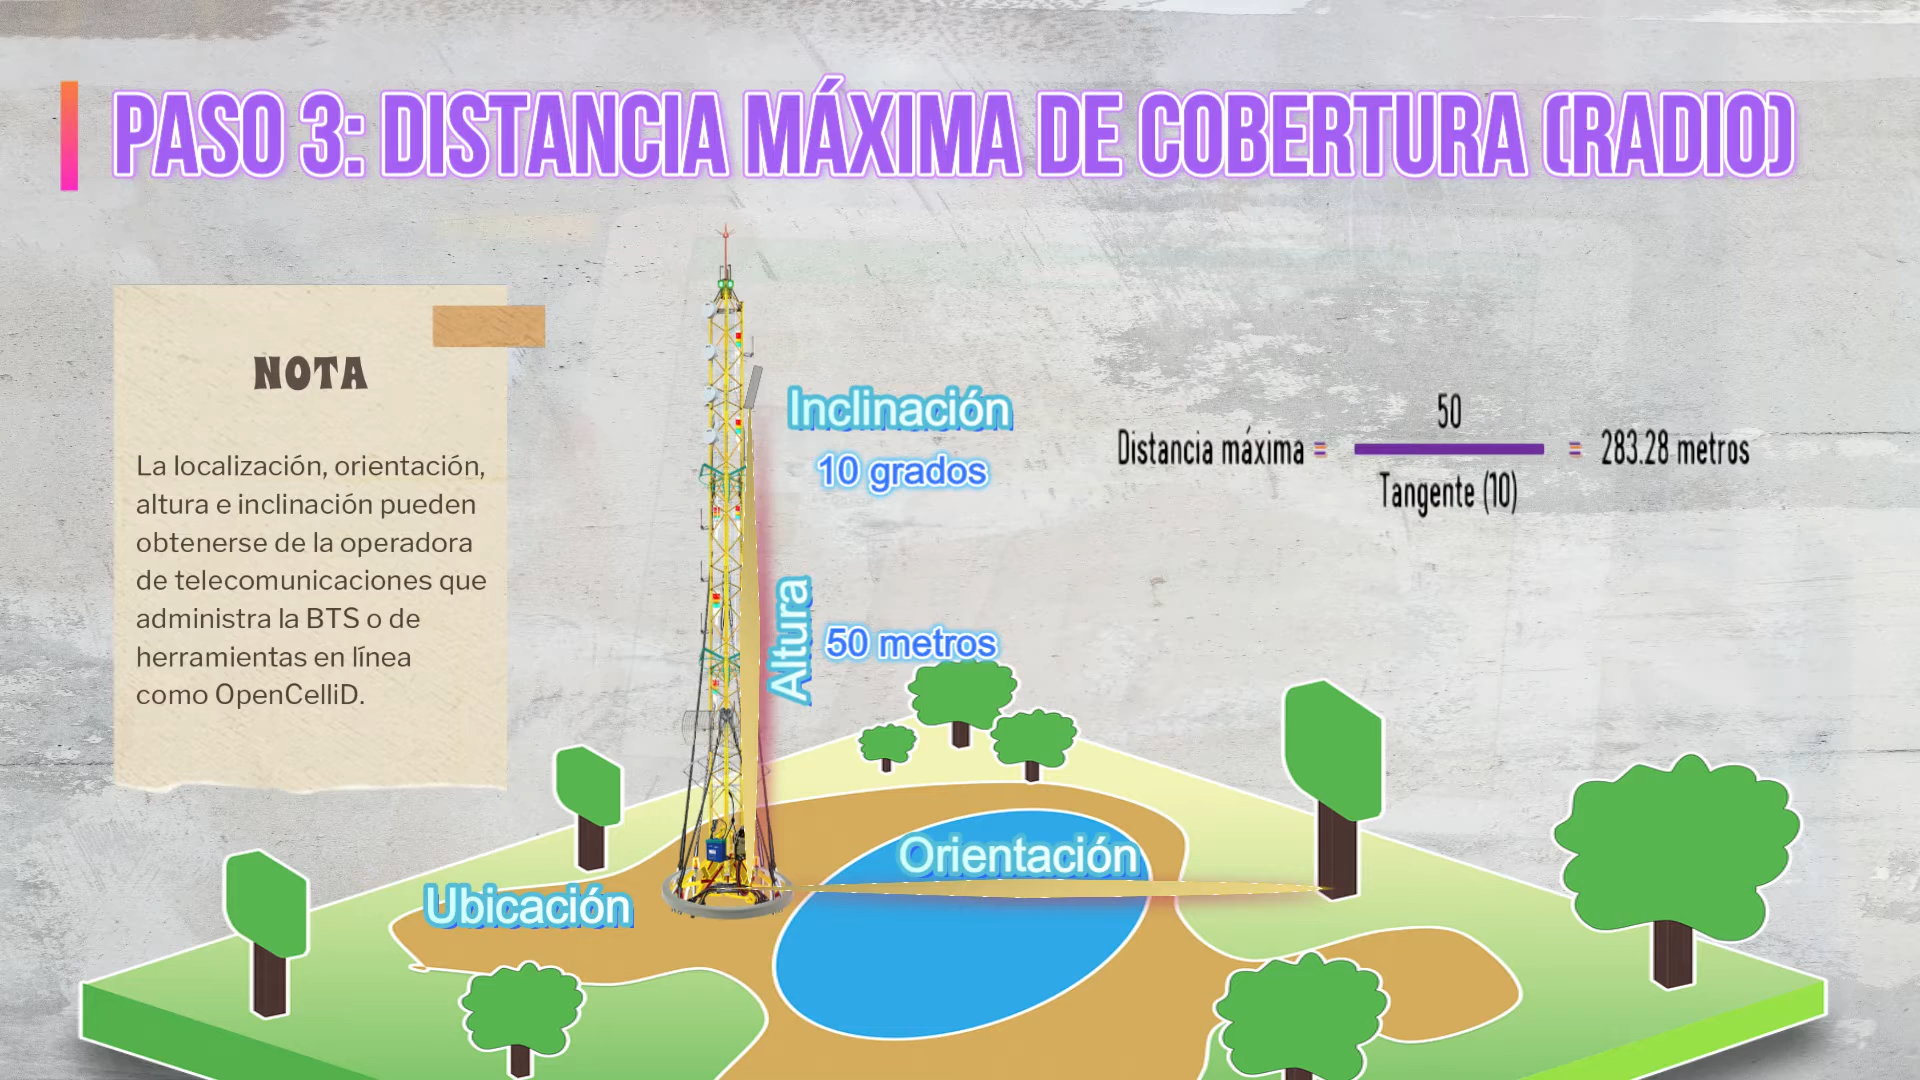 PASO 3: DISTANCIA MÁXIMA DE COBERTURA (RADIO)
NOTA
La localización, orientación,
altura e inclinación pueden
obtenerse de la operadora
de telecomunicaciones que
administra la BTS o de
herramientas en línea
como OpenCelliD.
Inclinación
10 grados
Altura
50 metros
Distancia máxima = 50 / Tangente (10) = 283.28 metros
Orientación
Ubicación